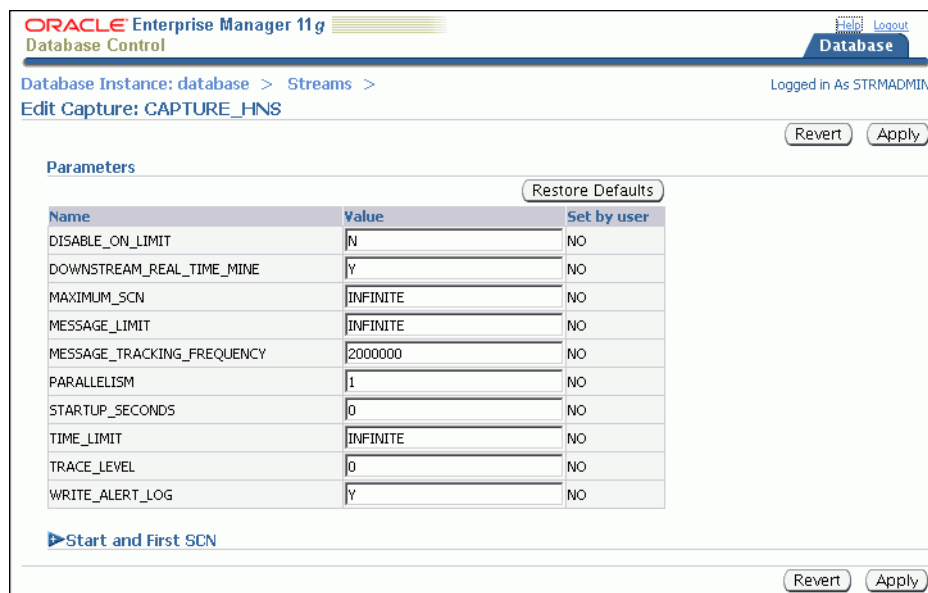 ORACLE Enterprise Manager 11g
Database Control
Help Logout
Database
Database Instance: database > Streams >
Logged in As STRMADMIN
Edit Capture: CAPTURE_HNS
Revert Apply
Parameters
Restore Defaults
Name Value Set by user
DISABLE_ON_LIMIT N NO
DOWNSTREAM_REAL_TIME_MINE Y NO
MAXIMUM_SCN INFINITE NO
MESSAGE_LIMIT INFINITE NO
MESSAGE_TRACKING_FREQUENCY 2000000 NO
PARALLELISM 1 NO
STARTUP_SECONDS 0 NO
TIME_LIMIT INFINITE NO
TRACE_LEVEL 0 NO
WRITE_ALERT_LOG Y NO
Start and First SCN
Revert Apply